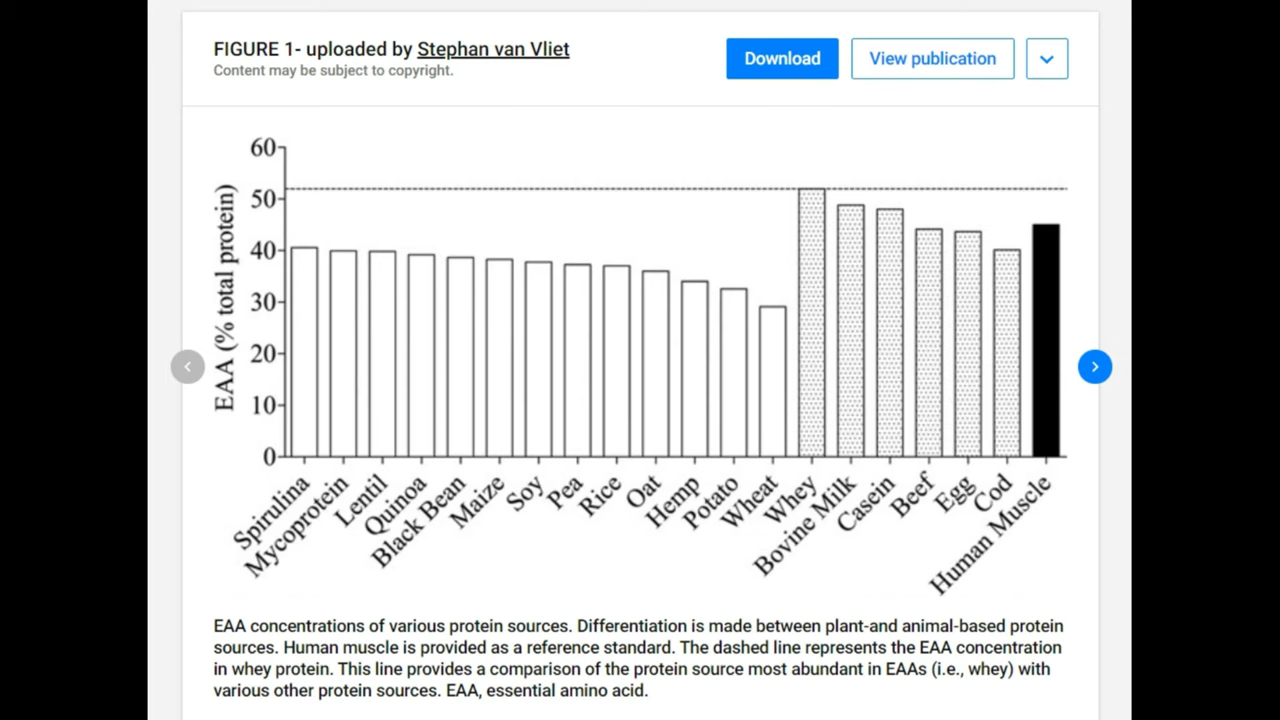 FIGURE 1- uploaded by Stephan van Vliet
Content may be subject to copyright.
Download
View publication
60
50
40
30
20
10
0
EAA (% total protein)
Spirulina
Mycoprotein
Lentil
Quinoa
Black Bean
Maize
Soy
Pea
Rice
Oat
Hemp
Potato
Wheat
Whey
Bovine Milk
Casein
Beef
Egg
Cod
Human Muscle
EAA concentrations of various protein sources. Differentiation is made between plant-and animal-based protein
sources. Human muscle is provided as a reference standard. The dashed line represents the EAA concentration
in whey protein. This line provides a comparison of the protein source most abundant in EAAs (i.e., whey) with
various other protein sources. EAA, essential amino acid.